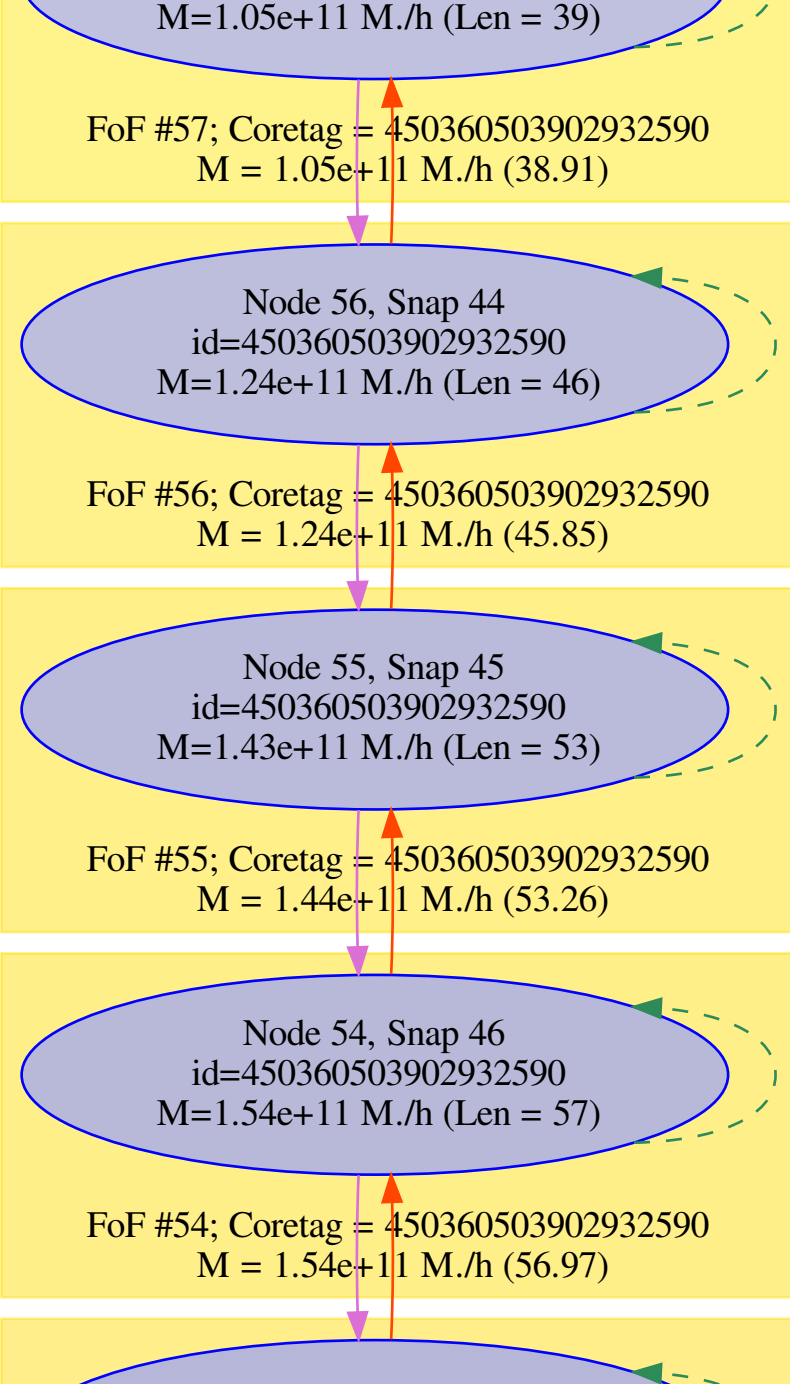 M=1.05e+11 M./h (Len = 39)
FoF #57; Coretag = 450360503902932590
M = 1.05e+11 M./h (38.91)
Node 56, Snap 44
id=450360503902932590
M=1.24e+11 M./h (Len = 46)
FoF #56; Coretag = 450360503902932590
M = 1.24e+11 M./h (45.85)
Node 55, Snap 45
id=450360503902932590
M=1.43e+11 M./h (Len = 53)
FoF #55; Coretag = 450360503902932590
M = 1.44e+11 M./h (53.26)
Node 54, Snap 46
id=450360503902932590
M=1.54e+11 M./h (Len = 57)
FoF #54; Coretag = 450360503902932590
M = 1.54e+11 M./h (56.97)